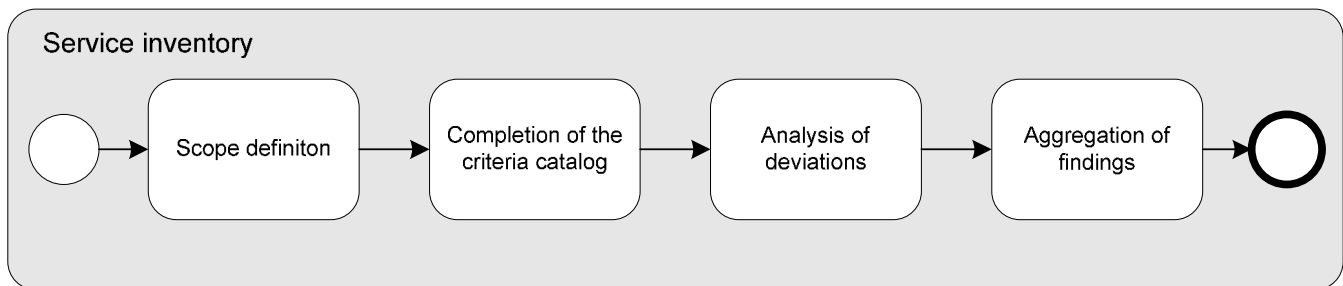 Service inventory
Scope definiton
Completion of the
criteria catalog
Analysis of
deviations
Aggregation of
findings